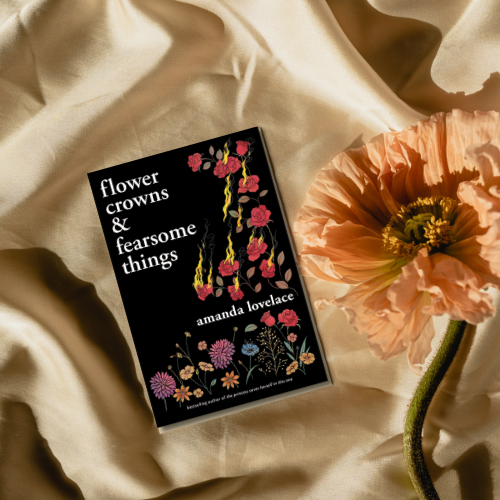 flower
crowns
&
fearsome
things
amanda lovelace
bestselling author of the princess saves herself in this one